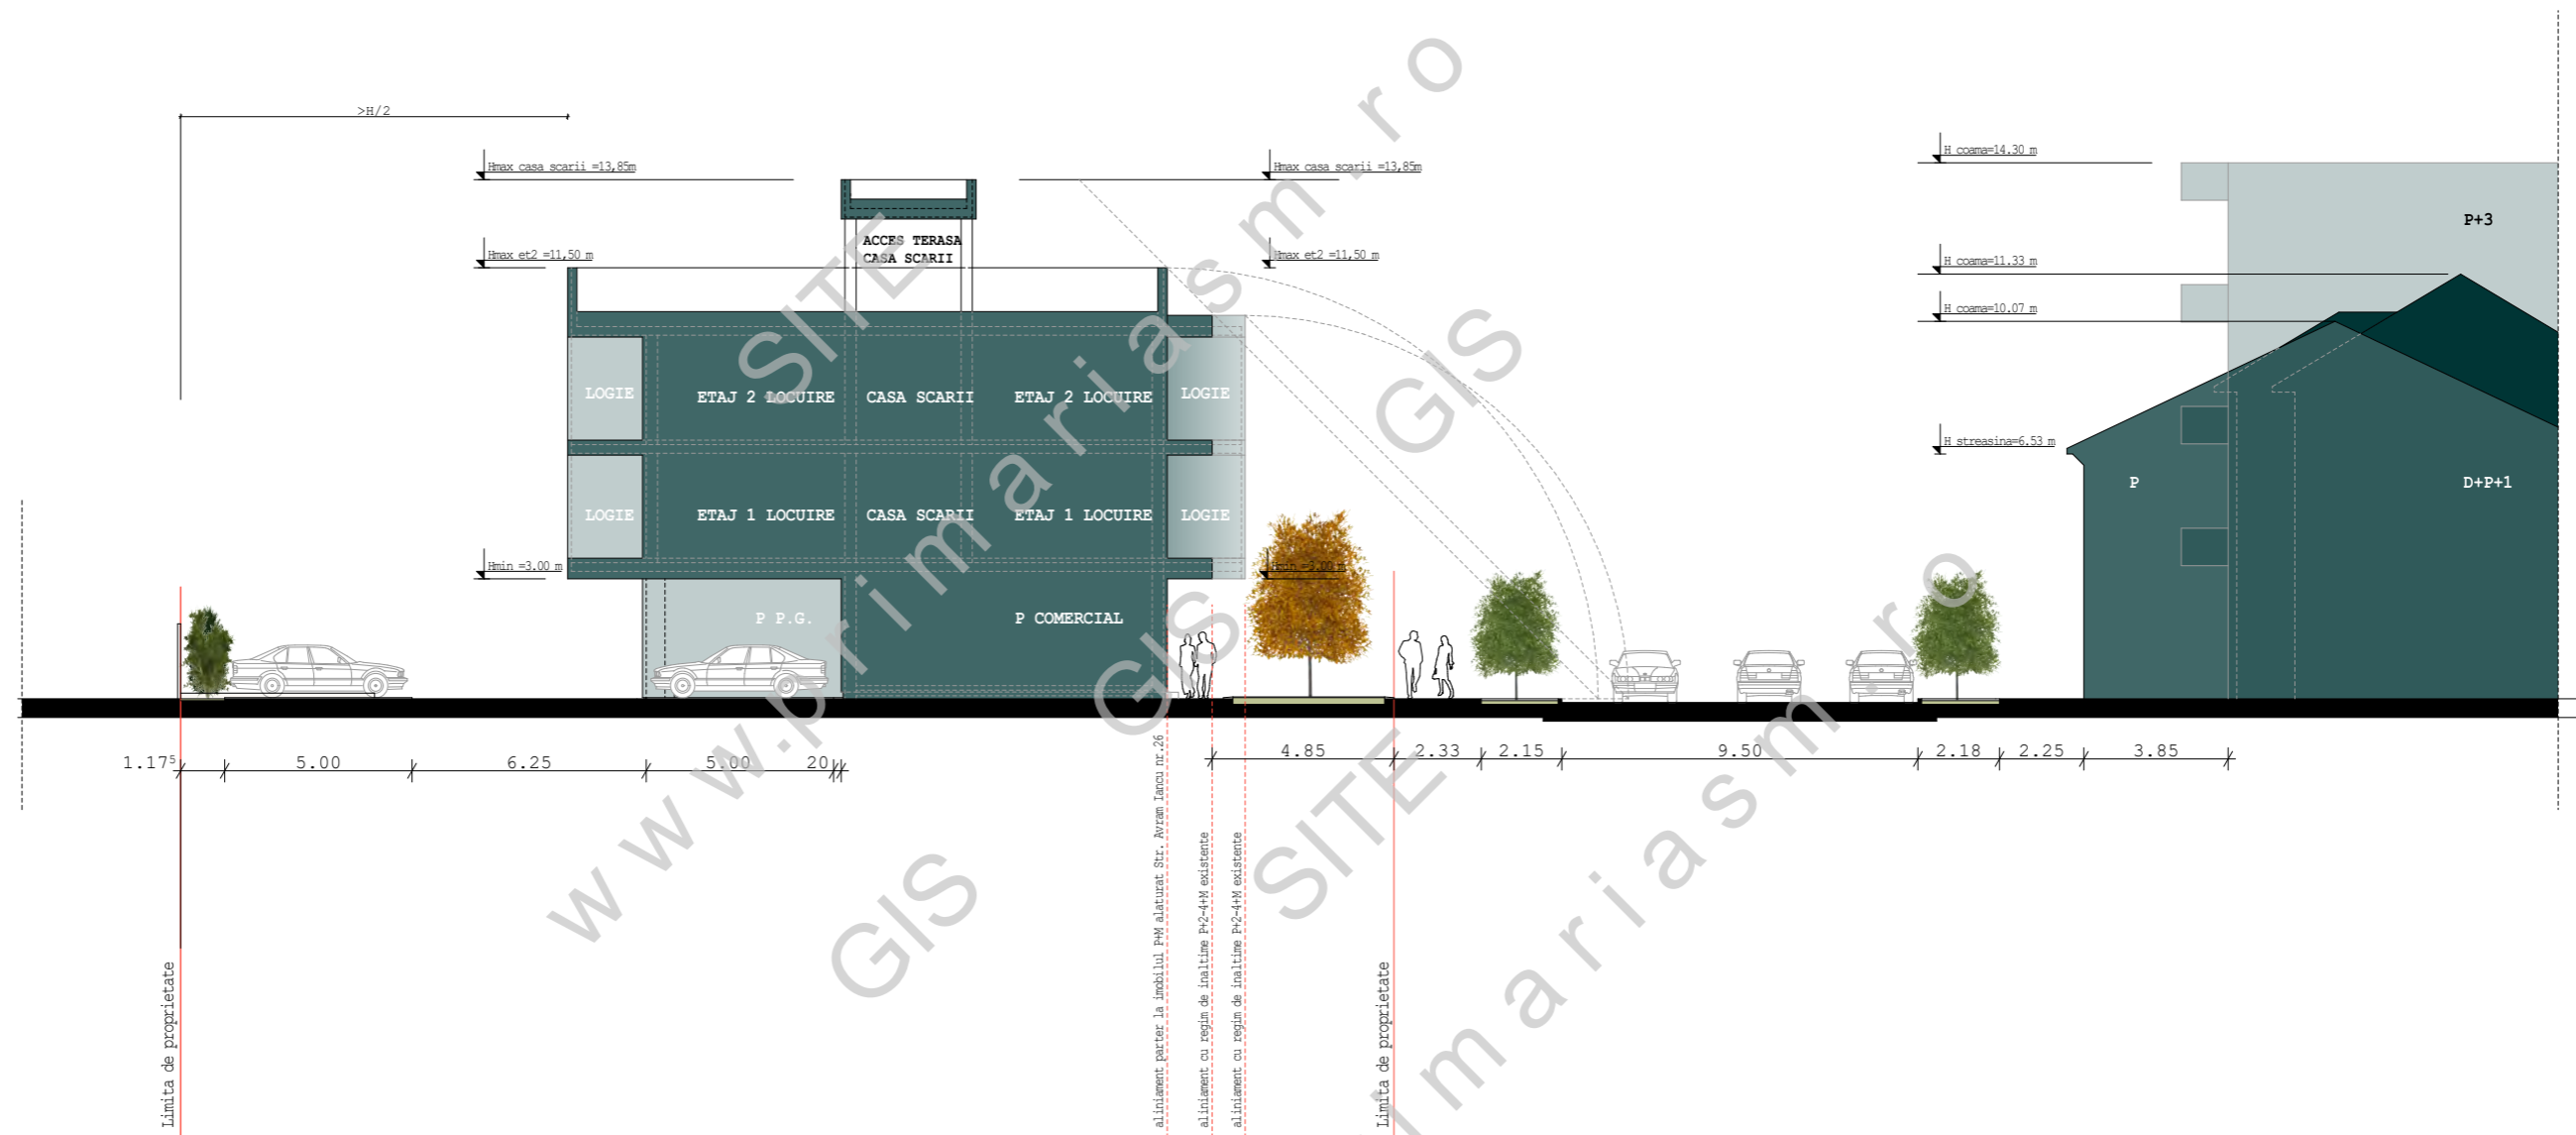 >H/2
Hmax casa scarii =13,85m
Hmax casa scarii =13,85m
H coama=14.30 m
P+3
ACCES TERASA
CASA SCARII
Hmax et2 =11,50 m
Hmax et2 =11,50 m
H coama=11.33 m
H coama=10.07 m
LOGIE
ETAJ 2 LOCUIRE
CASA SCARII
ETAJ 2 LOCUIRE
LOGIE
H streasina=6.53 m
P
D+P+1
LOGIE
ETAJ 1 LOCUIRE
CASA SCARII
ETAJ 1 LOCUIRE
LOGIE
Hmin =3.00 m
Hmin =3.00 m
P P.G.
P COMERCIAL
1.17⁵
5.00
6.25
5.00
20
4.85
2.33
2.15
9.50
2.18
2.25
3.85
Limita de proprietate
aliniament parter la imobilul P+M alaturat Str. Avram Iancu nr.26
aliniament cu regim de inaltime P+2-4+M existente
aliniament cu regim de inaltime P+2-4+M existente
Limita de proprietate
www.primariasm.ro
SITE
GIS
GIS
SITE
GIS
imariasm.ro